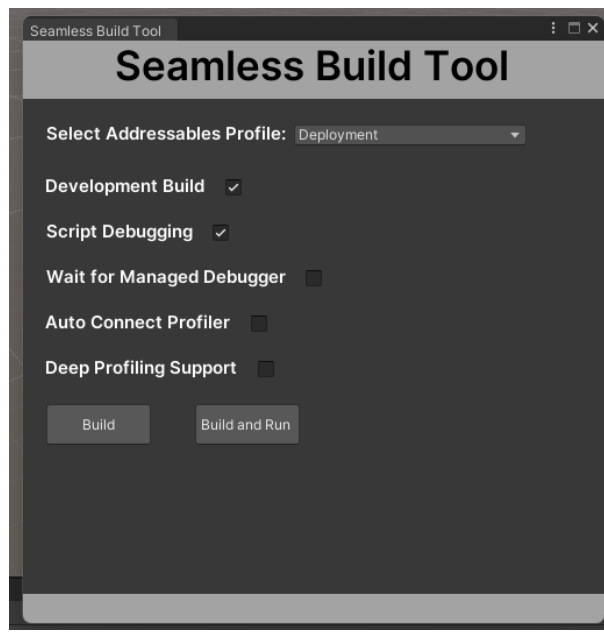 Seamless Build Tool
Seamless Build Tool
Select Addressables Profile: Deployment
Development Build
Script Debugging
Wait for Managed Debugger
Auto Connect Profiler
Deep Profiling Support
Build Build and Run